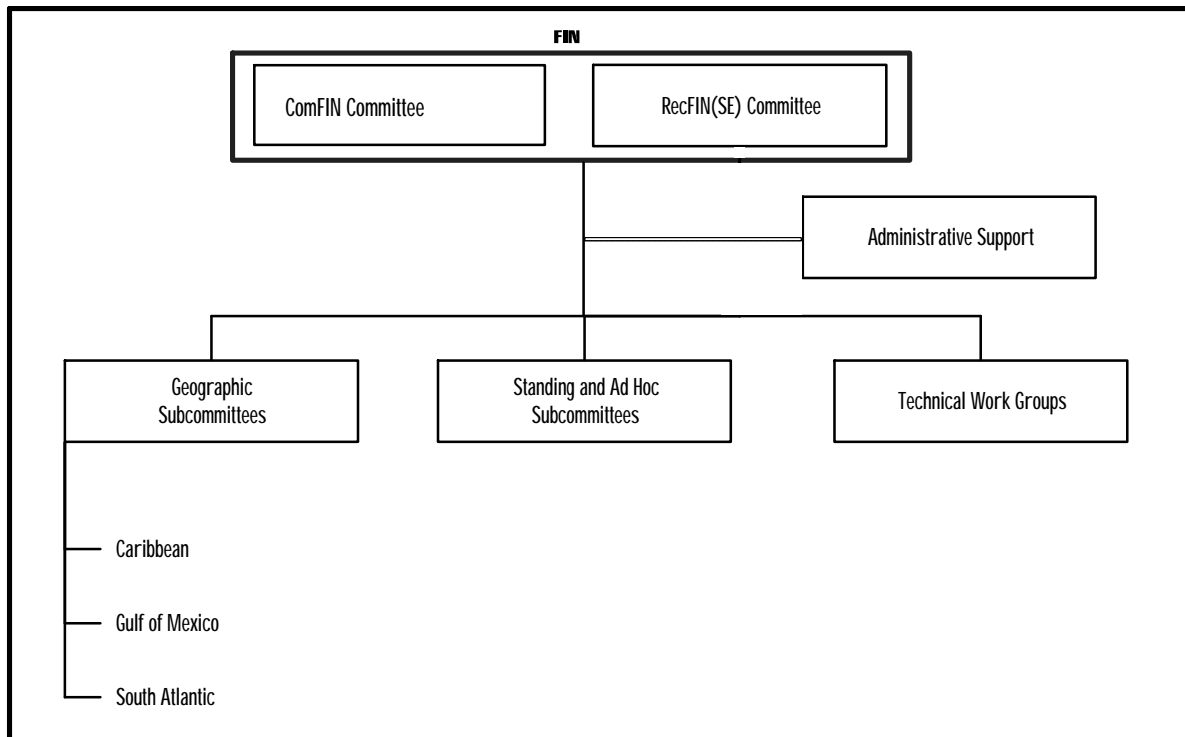 FIN
ComFIN Committee
RecFIN(SE) Committee
Administrative Support
Geographic
Subcommittees
Standing and Ad Hoc
Subcommittees
Technical Work Groups
Caribbean
Gulf of Mexico
South Atlantic